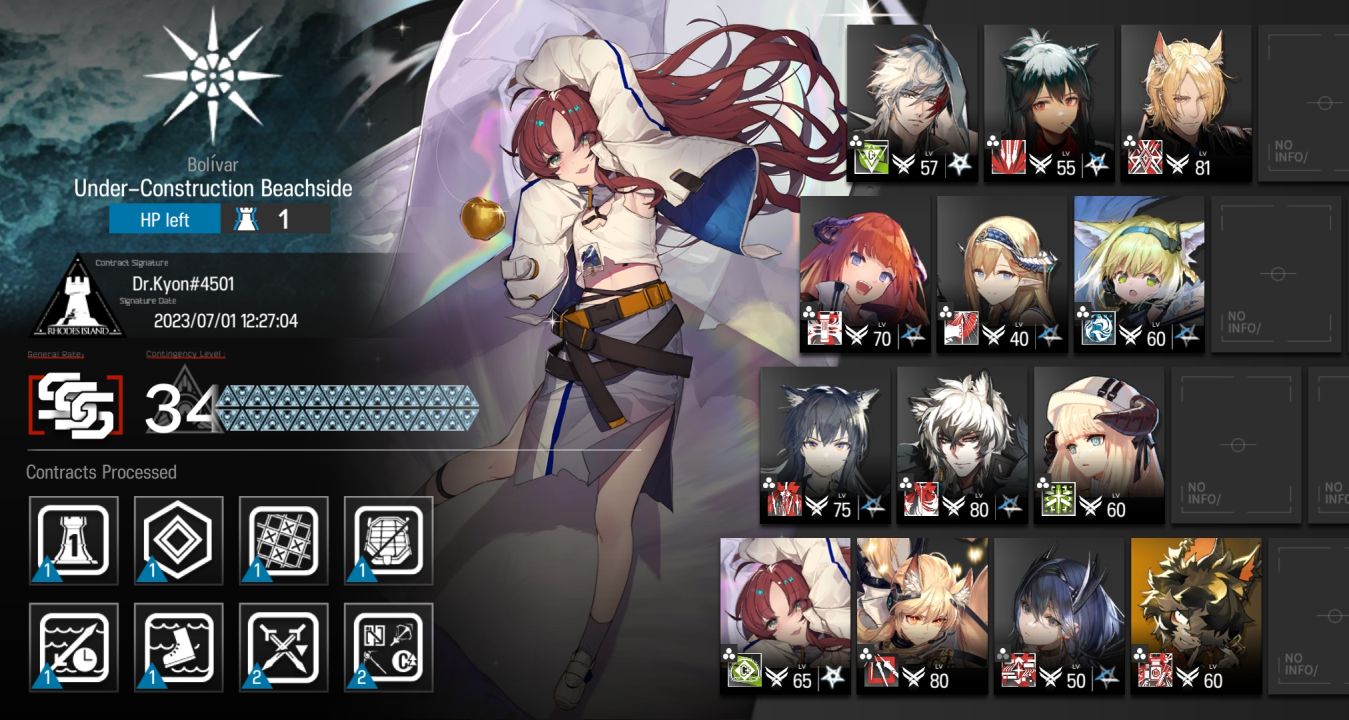 Bolívar
Under-Construction Beachside
HP left 1
Contract Signature
Dr.Kyon#4501
Signature Date
2023/07/01 12:27:04
RHODES ISLAND
General Rate:
Contingency Level:
34
Contracts Processed
1
1 1 1 1
1 1 2 2
N C
LV 57
LV 55
LV 81
NO INFO/
LV 70
LV 40
LV 60
NO INFO/
LV 75
LV 80
LV 60
NO INFO/
NO INF
LV 65
LV 80
LV 50
LV 60
NO INFO/